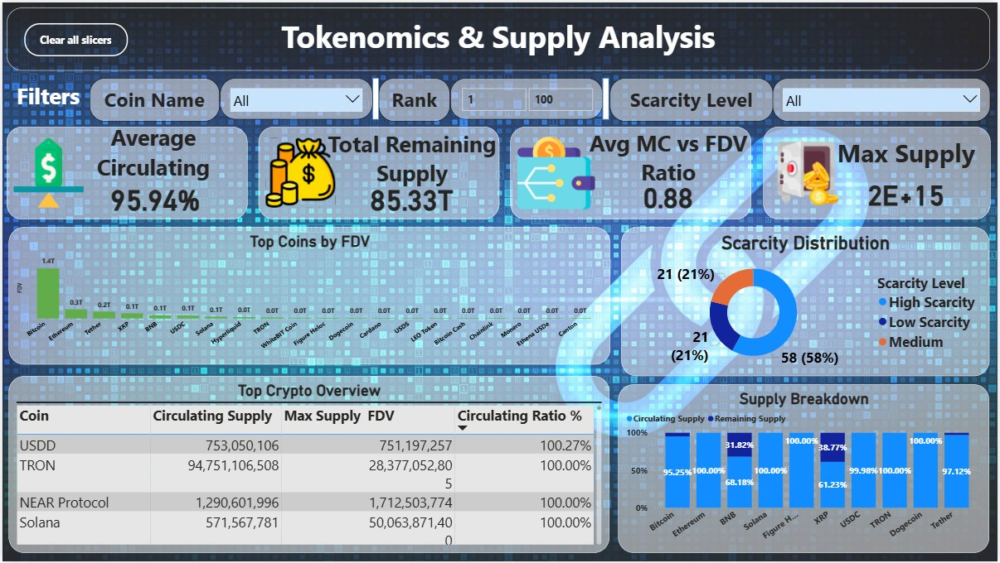 Clear all slicers
Tokenomics & Supply Analysis
Filters
Coin Name
All
Rank
1
100
Scarcity Level
All
Average
Circulating
95.94%
Total Remaining
Supply
85.33T
Avg MC vs FDV
Ratio
0.88
Max Supply
2E+15
Top Coins by FDV
FDV
1.4T
0.3T
0.2T
0.1T
0.1T
0.1T
0.1T
0.0T
0.0T
0.0T
0.0T
0.0T
0.0T
0.0T
0.0T
0.0T
0.0T
0.0T
0.0T
0.0T
Bitcoin
Ethereum
Tether
XRP
BNB
USDC
Solana
Hyperliquid
TRON
WhiteBIT Coin
Figure Heloc
Dogecoin
Cardano
USDS
LEO Token
Bitcoin Cash
Chainlink
Monero
Ethena USDe
Canton
Scarcity Distribution
21 (21%)
21
(21%)
58 (58%)
Scarcity Level
High Scarcity
Low Scarcity
Medium
Top Crypto Overview
Coin Circulating Supply Max Supply FDV Circulating Ratio %
USDD 753,050,106 751,197,257 100.27%
TRON 94,751,106,508 28,377,052,80 100.00%
5
NEAR Protocol 1,290,601,996 1,712,503,774 100.00%
Solana 571,567,781 50,063,871,40 100.00%
0
Supply Breakdown
Circulating Supply Remaining Supply
100%
50%
0%
95.25%
100.00%
31.82%
68.18%
100.00%
100.00%
38.77%
61.23%
99.98%
100.00%
100.00%
97.12%
Bitcoin
Ethereum
BNB
Solana
Figure H...
XRP
USDC
TRON
Dogecoin
Tether